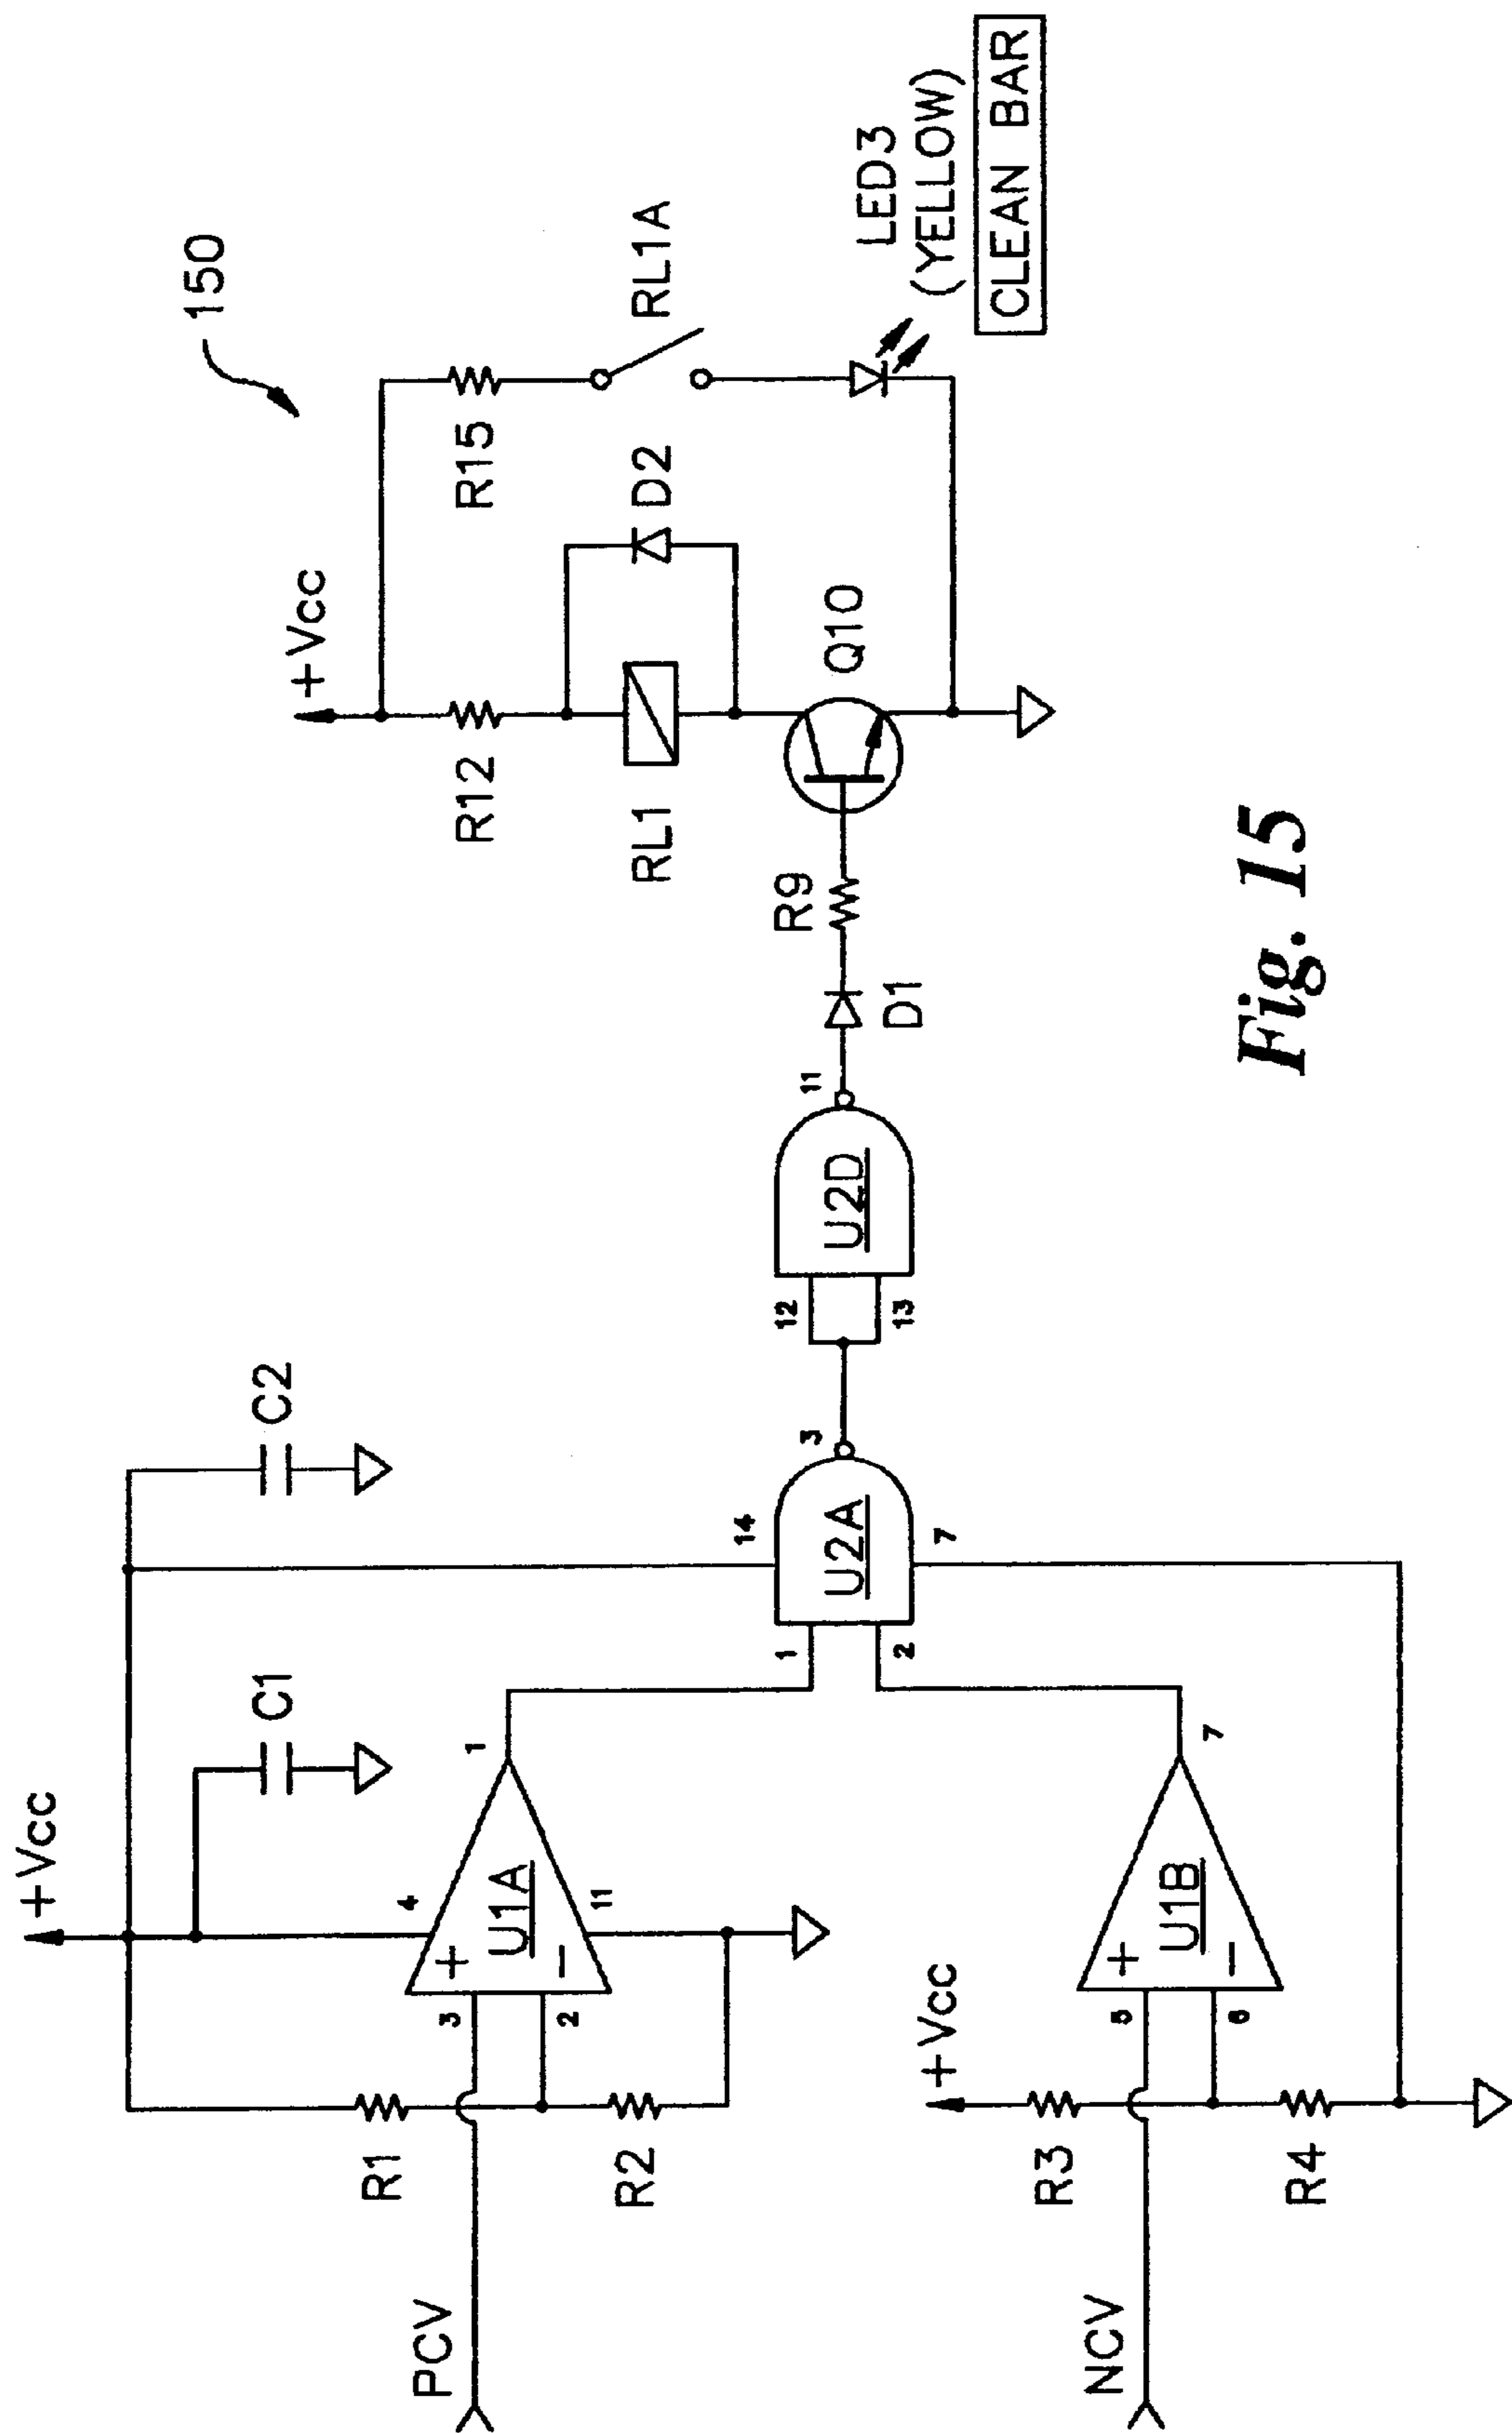 150
+Vcc
C1
C2
+Vcc
R1
R2
PCV
3
2
4
11
+
−
U1A
1
14
7
1
2
U2A
3
12
13
U2D
11
D1
R9
R12
R15
RL1
D2
RL1A
Q10
LED3
(YELLOW)
CLEAN BAR
+Vcc
R3
R4
NCV
5
6
+
−
U1B
7
Fig. 15